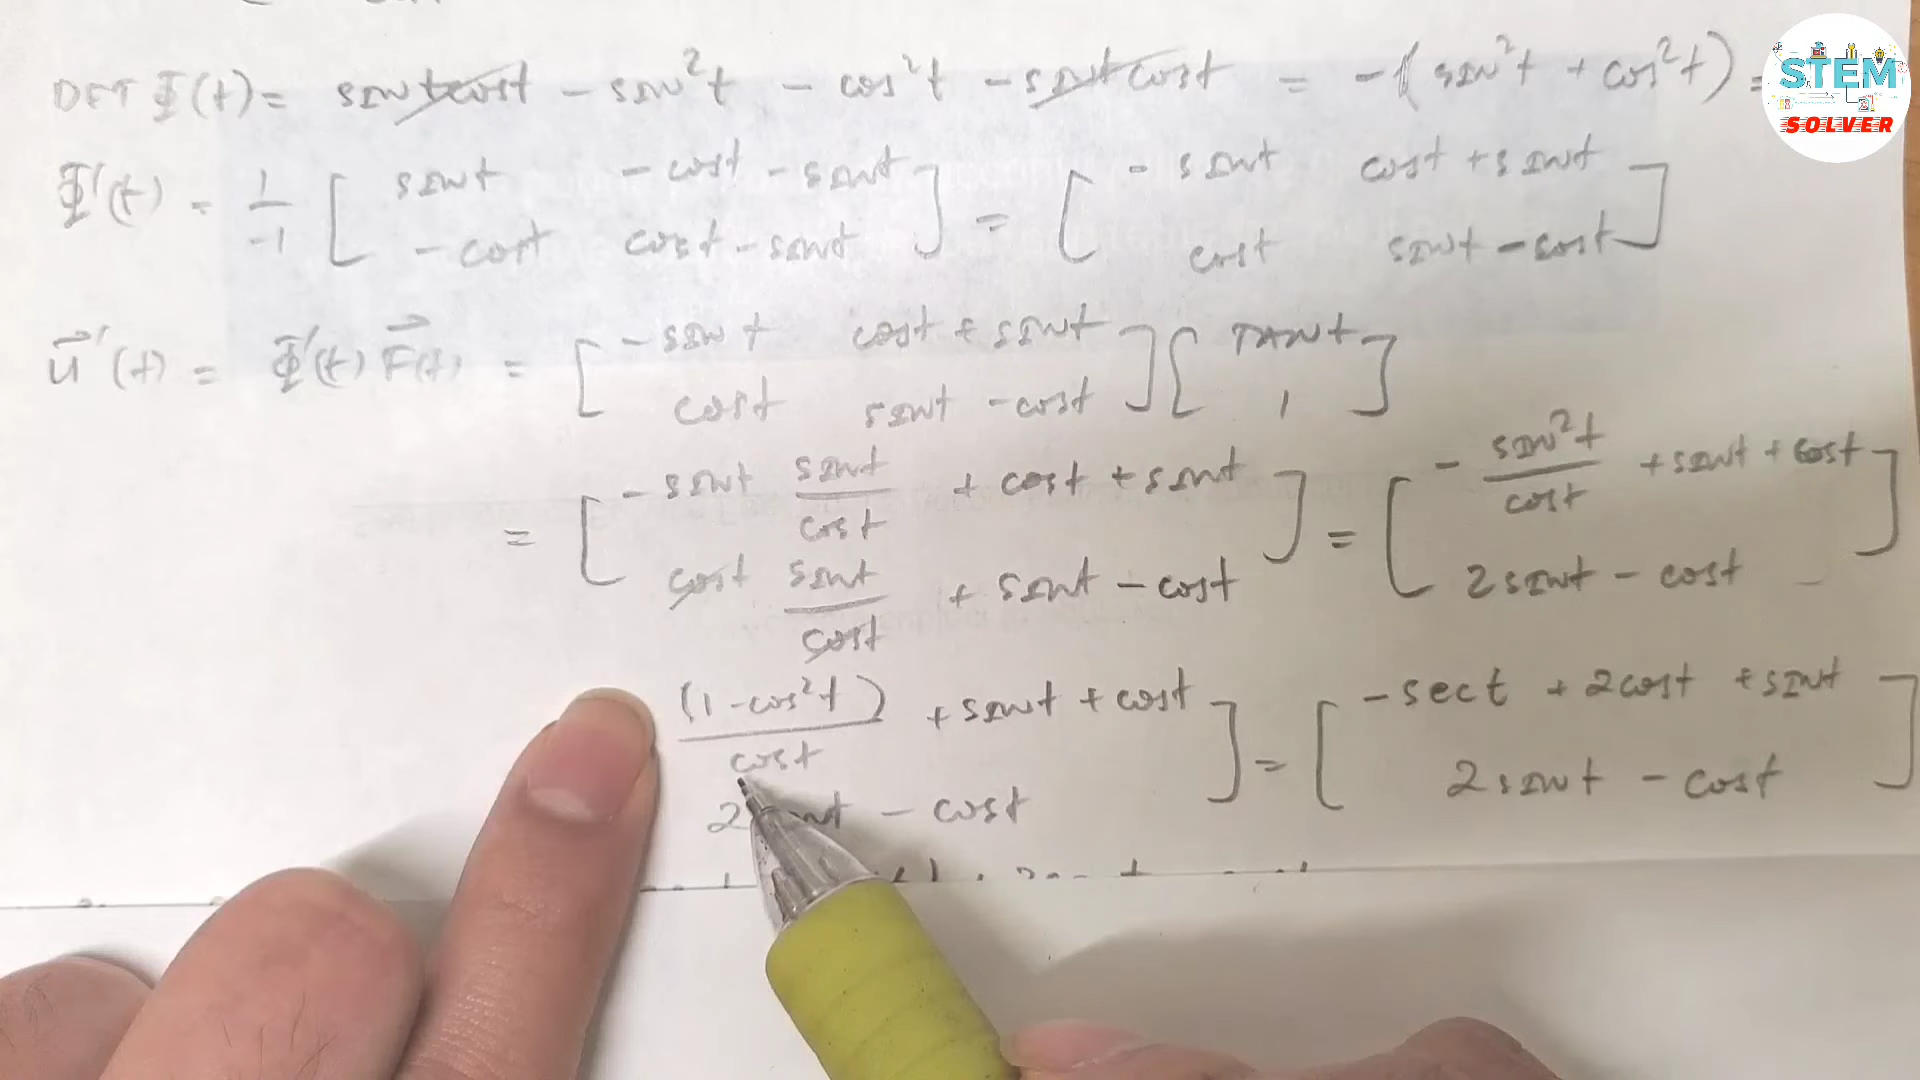 DET Φ(t) = sint cost - sin²t - cos²t - sint cost = -(sin²t + cos²t) =
STEM
SOLVER
Φ⁻¹(t) = 1/-1 [ sint -cost - sint ; -cost cost - sint ] = [ -sint cost + sint ; cost sint - cost ]
u⃗'(t) = Φ⁻¹(t) F⃗(t) = [ -sint cost + sint ; cost sint - cost ] [ TANt ; 1 ]
= [ -sint sint/cost + cost + sint ; cost sint/cost + sint - cost ] = [ - sin²t/cost + sint + cost ; 2sint - cost ]
(1 - cos²t)/cost + sint + cost ; 2 - cost ] = [ -sect + 2cost + sint ; 2sint - cost ]